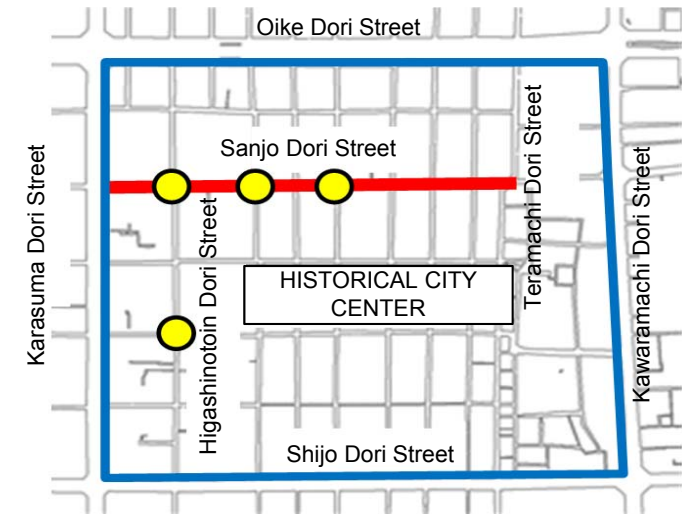 Oike Dori Street
Sanjo Dori Street
Karasuma Dori Street
Higashinotoin Dori Street
HISTORICAL CITY
CENTER
Teramachi Dori Street
Kawaramachi Dori Street
Shijo Dori Street